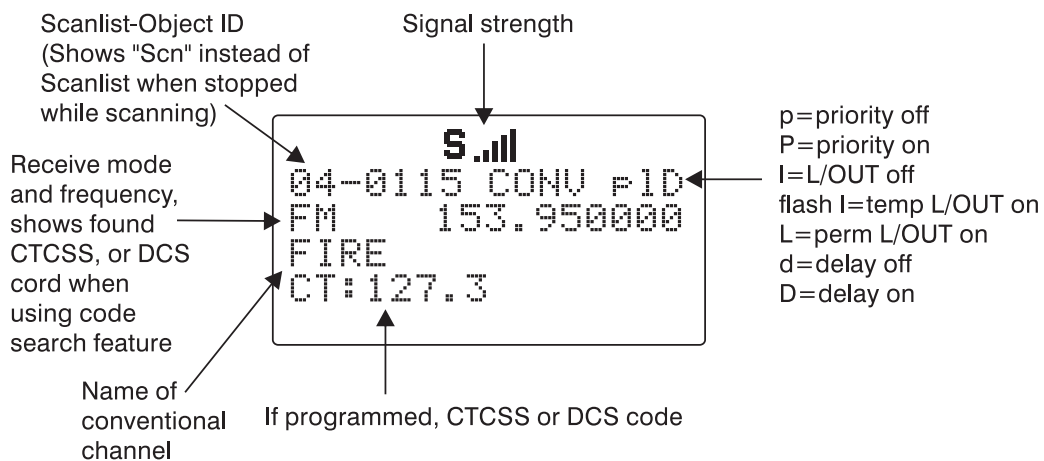 Scanlist-Object ID
(Shows "Scn" instead of
Scanlist when stopped
while scanning)
Signal strength
Receive mode
and frequency,
shows found
CTCSS, or DCS
cord when
using code
search feature
S
04-0115 CONV plD
FM 153.950000
FIRE
CT:127.3
p=priority off
P=priority on
l=L/OUT off
flash l=temp L/OUT on
L=perm L/OUT on
d=delay off
D=delay on
Name of
conventional
channel
If programmed, CTCSS or DCS code